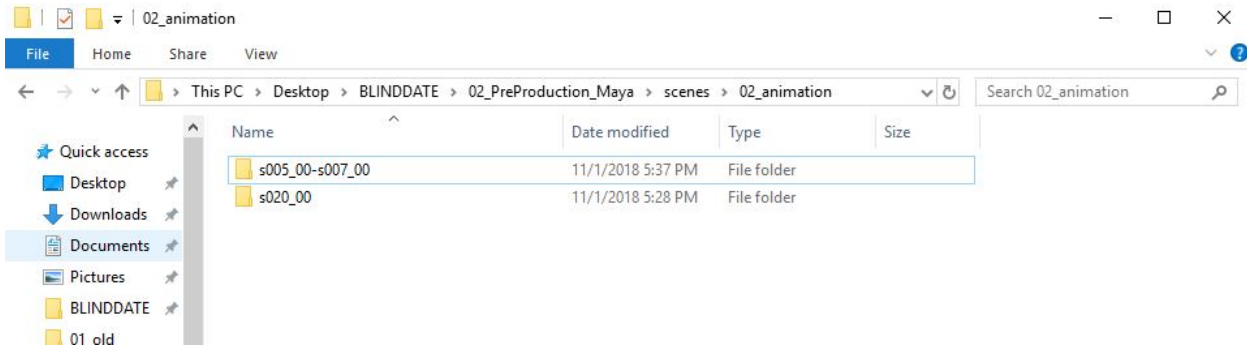 02_animation
File Home Share View
This PC > Desktop > BLINDDATE > 02_PreProduction_Maya > scenes > 02_animation
Search 02_animation
Name Date modified Type Size
Quick access
Desktop
Downloads
Documents
Pictures
BLINDDATE
01_old
s005_00-s007_00 11/1/2018 5:37 PM File folder
s020_00 11/1/2018 5:28 PM File folder